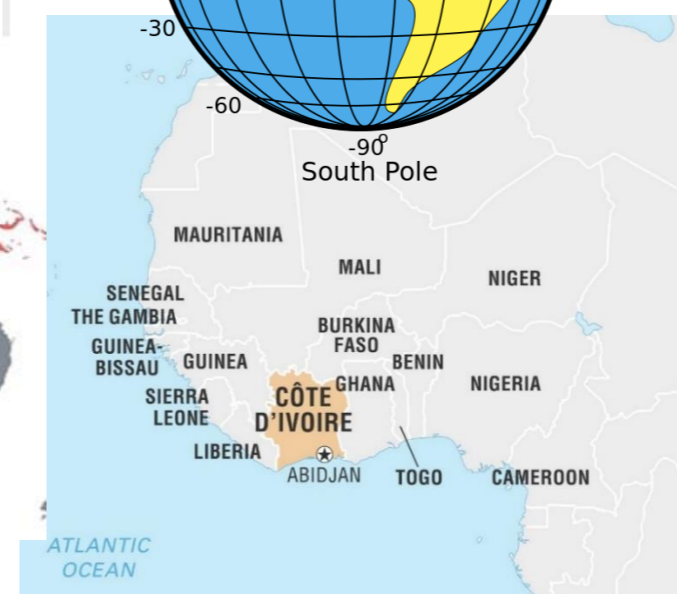 -30
-60
-90°
South Pole
MAURITANIA
MALI
NIGER
SENEGAL
THE GAMBIA
BURKINA
FASO
GUINEA-
BISSAU
GUINEA
BENIN
GHANA
NIGERIA
SIERRA
LEONE
CÔTE
D'IVOIRE
LIBERIA
ABIDJAN
TOGO
CAMEROON
ATLANTIC
OCEAN